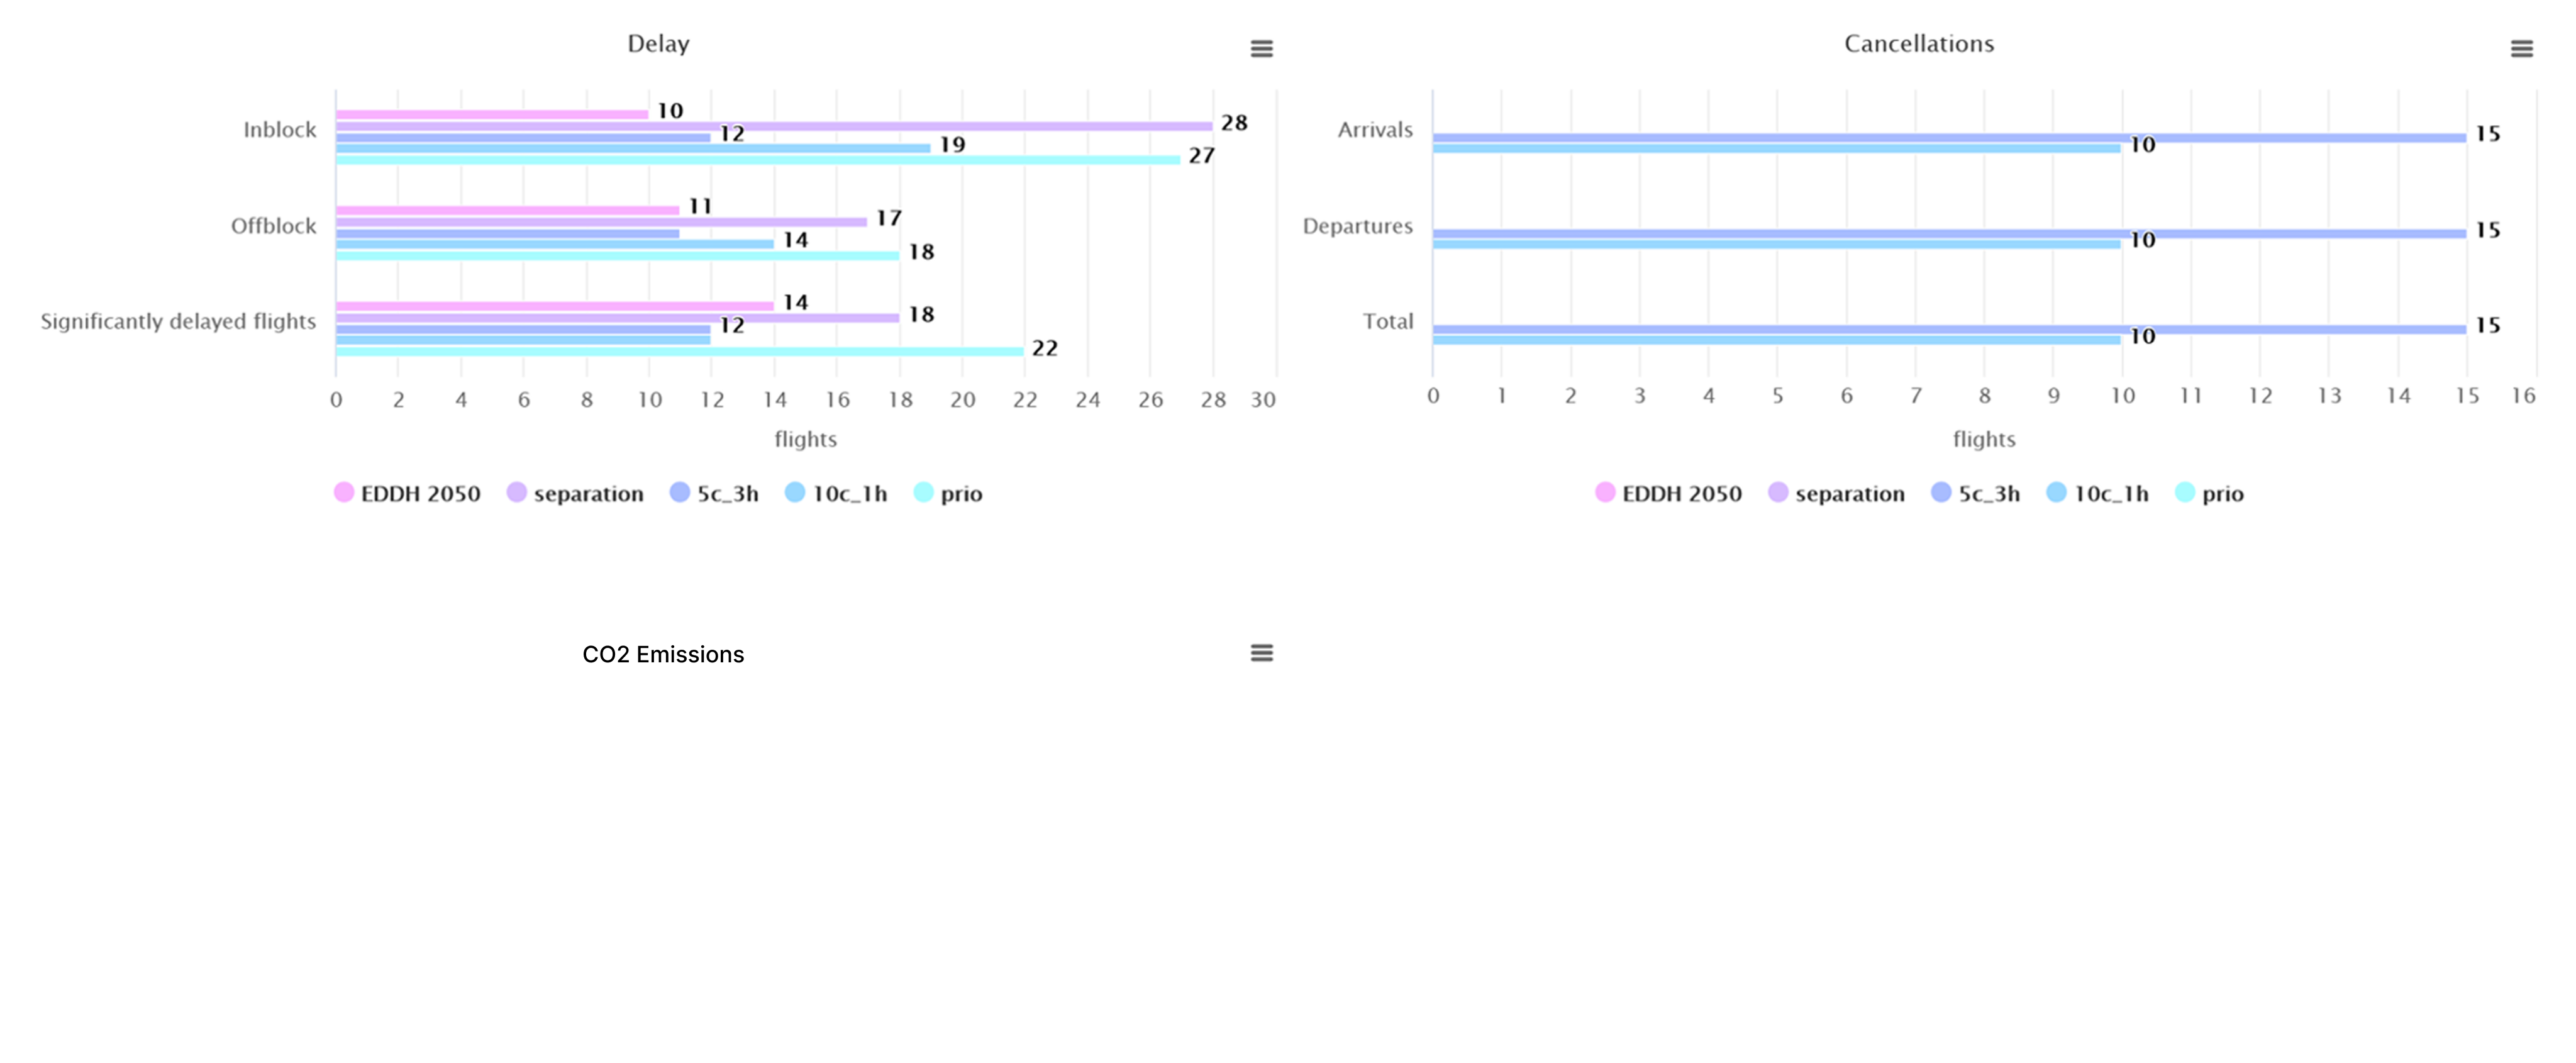 Delay
Inblock
10
28
12
19
27
Offblock
11
17
14
18
Significantly delayed flights
14
18
12
22
0 2 4 6 8 10 12 14 16 18 20 22 24 26 28 30
flights
EDDH 2050 separation 5c_3h 10c_1h prio
Cancellations
Arrivals
15
10
Departures
15
10
Total
15
10
0 1 2 3 4 5 6 7 8 9 10 11 12 13 14 15 16
flights
EDDH 2050 separation 5c_3h 10c_1h prio
CO2 Emissions